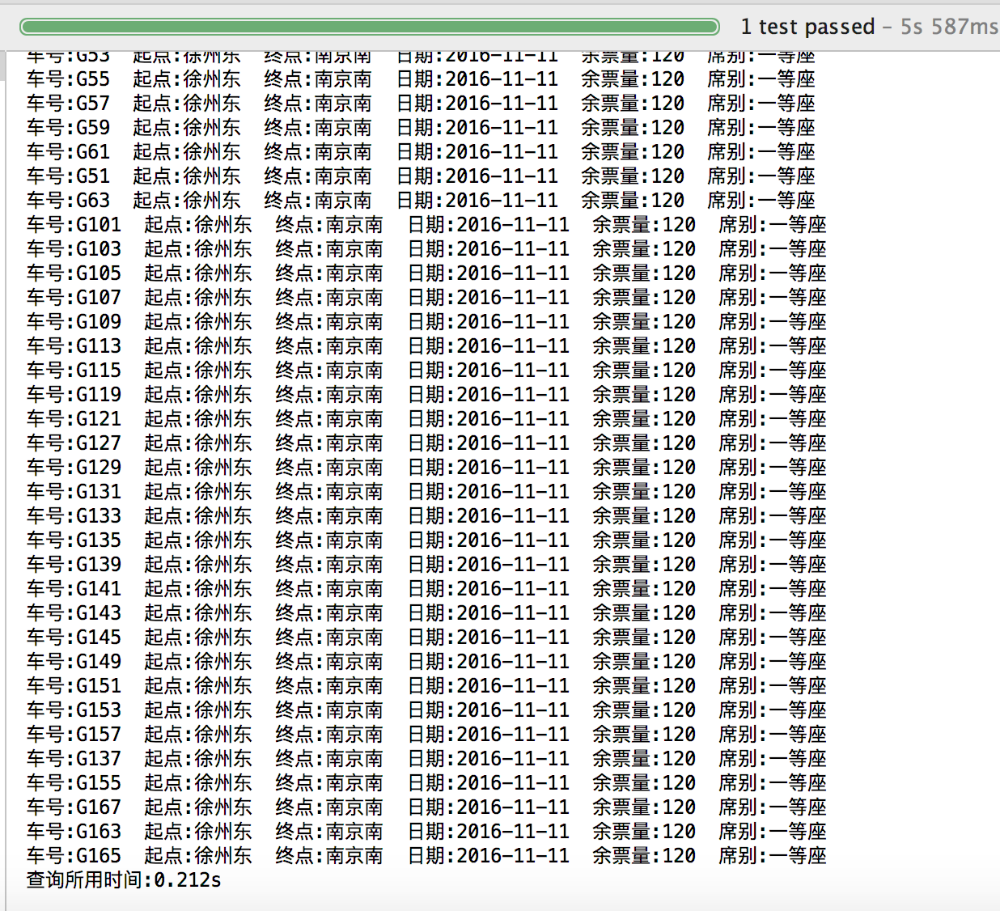 1 test passed – 5s 587ms
车号:G53 起点:徐州东 终点:南京南 日期:2016-11-11 余票量:120 席别:一等座
车号:G55 起点:徐州东 终点:南京南 日期:2016-11-11 余票量:120 席别:一等座
车号:G57 起点:徐州东 终点:南京南 日期:2016-11-11 余票量:120 席别:一等座
车号:G59 起点:徐州东 终点:南京南 日期:2016-11-11 余票量:120 席别:一等座
车号:G61 起点:徐州东 终点:南京南 日期:2016-11-11 余票量:120 席别:一等座
车号:G51 起点:徐州东 终点:南京南 日期:2016-11-11 余票量:120 席别:一等座
车号:G63 起点:徐州东 终点:南京南 日期:2016-11-11 余票量:120 席别:一等座
车号:G101 起点:徐州东 终点:南京南 日期:2016-11-11 余票量:120 席别:一等座
车号:G103 起点:徐州东 终点:南京南 日期:2016-11-11 余票量:120 席别:一等座
车号:G105 起点:徐州东 终点:南京南 日期:2016-11-11 余票量:120 席别:一等座
车号:G107 起点:徐州东 终点:南京南 日期:2016-11-11 余票量:120 席别:一等座
车号:G109 起点:徐州东 终点:南京南 日期:2016-11-11 余票量:120 席别:一等座
车号:G113 起点:徐州东 终点:南京南 日期:2016-11-11 余票量:120 席别:一等座
车号:G115 起点:徐州东 终点:南京南 日期:2016-11-11 余票量:120 席别:一等座
车号:G119 起点:徐州东 终点:南京南 日期:2016-11-11 余票量:120 席别:一等座
车号:G121 起点:徐州东 终点:南京南 日期:2016-11-11 余票量:120 席别:一等座
车号:G127 起点:徐州东 终点:南京南 日期:2016-11-11 余票量:120 席别:一等座
车号:G129 起点:徐州东 终点:南京南 日期:2016-11-11 余票量:120 席别:一等座
车号:G131 起点:徐州东 终点:南京南 日期:2016-11-11 余票量:120 席别:一等座
车号:G133 起点:徐州东 终点:南京南 日期:2016-11-11 余票量:120 席别:一等座
车号:G135 起点:徐州东 终点:南京南 日期:2016-11-11 余票量:120 席别:一等座
车号:G139 起点:徐州东 终点:南京南 日期:2016-11-11 余票量:120 席别:一等座
车号:G141 起点:徐州东 终点:南京南 日期:2016-11-11 余票量:120 席别:一等座
车号:G143 起点:徐州东 终点:南京南 日期:2016-11-11 余票量:120 席别:一等座
车号:G145 起点:徐州东 终点:南京南 日期:2016-11-11 余票量:120 席别:一等座
车号:G149 起点:徐州东 终点:南京南 日期:2016-11-11 余票量:120 席别:一等座
车号:G151 起点:徐州东 终点:南京南 日期:2016-11-11 余票量:120 席别:一等座
车号:G153 起点:徐州东 终点:南京南 日期:2016-11-11 余票量:120 席别:一等座
车号:G157 起点:徐州东 终点:南京南 日期:2016-11-11 余票量:120 席别:一等座
车号:G137 起点:徐州东 终点:南京南 日期:2016-11-11 余票量:120 席别:一等座
车号:G155 起点:徐州东 终点:南京南 日期:2016-11-11 余票量:120 席别:一等座
车号:G167 起点:徐州东 终点:南京南 日期:2016-11-11 余票量:120 席别:一等座
车号:G163 起点:徐州东 终点:南京南 日期:2016-11-11 余票量:120 席别:一等座
车号:G165 起点:徐州东 终点:南京南 日期:2016-11-11 余票量:120 席别:一等座
查询所用时间:0.212s